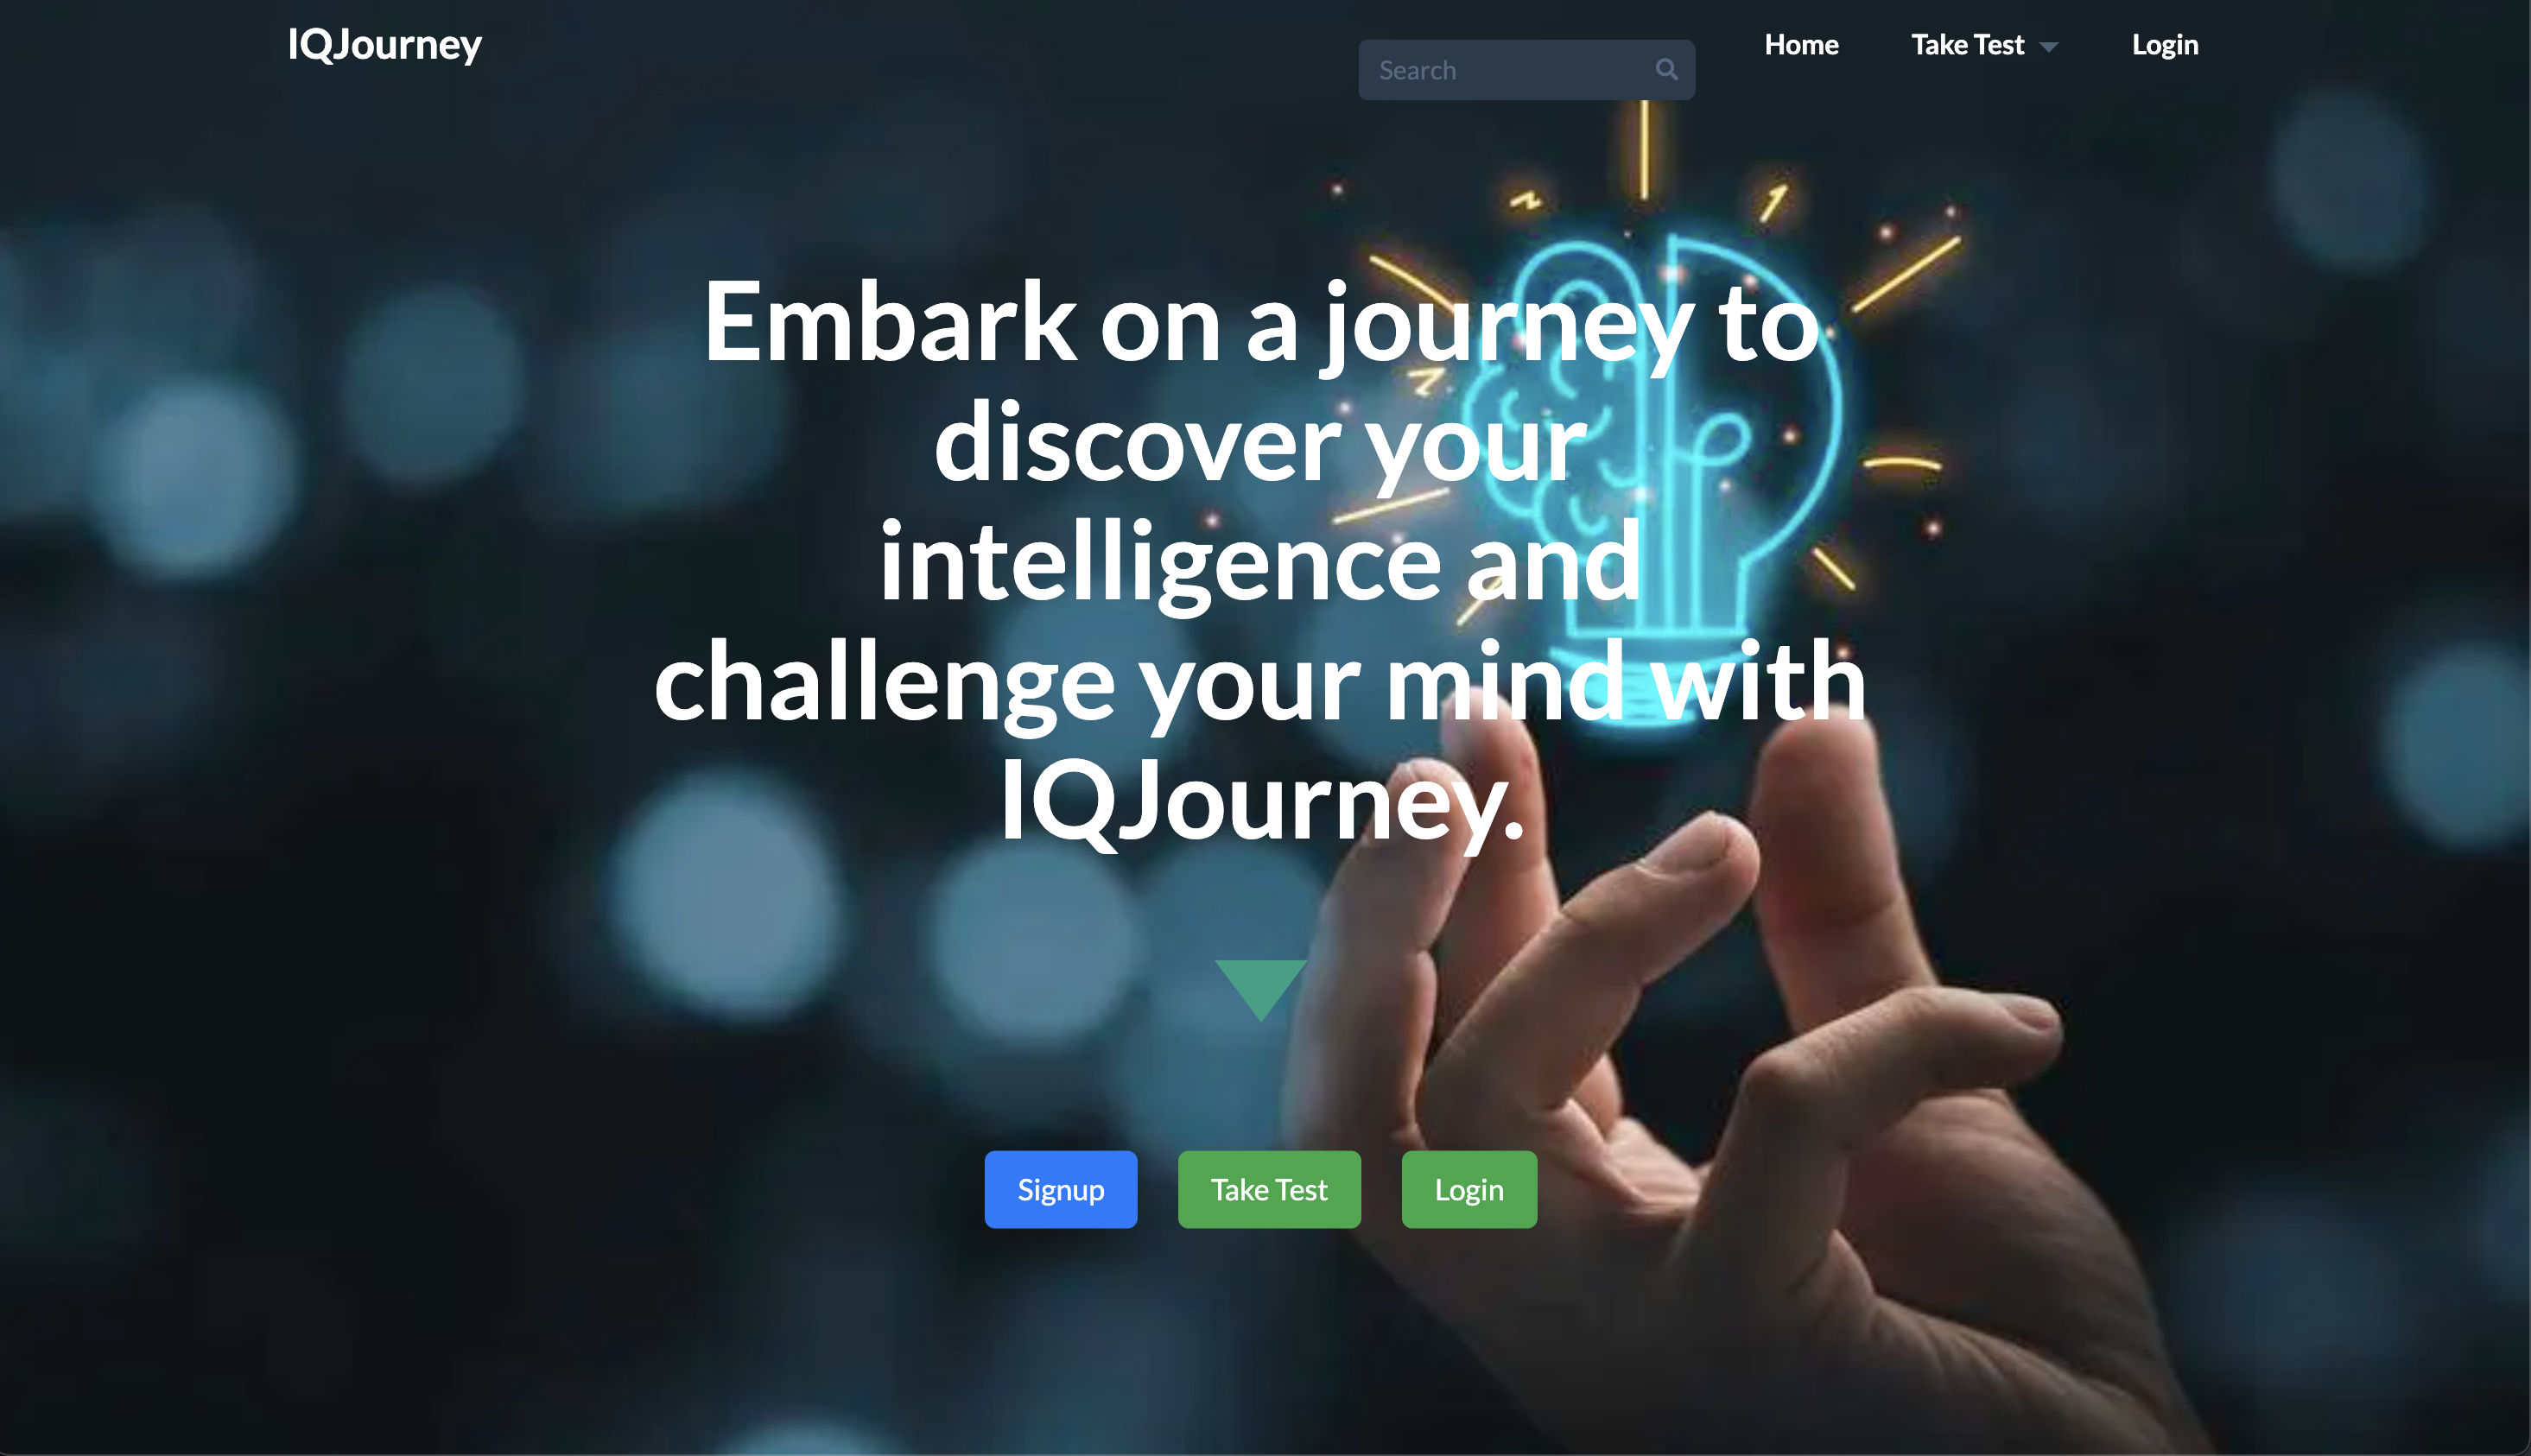 IQJourney
Search
Home
Take Test
Login
Embark on a journey to
discover your
intelligence and
challenge your mind with
IQJourney.
Signup
Take Test
Login